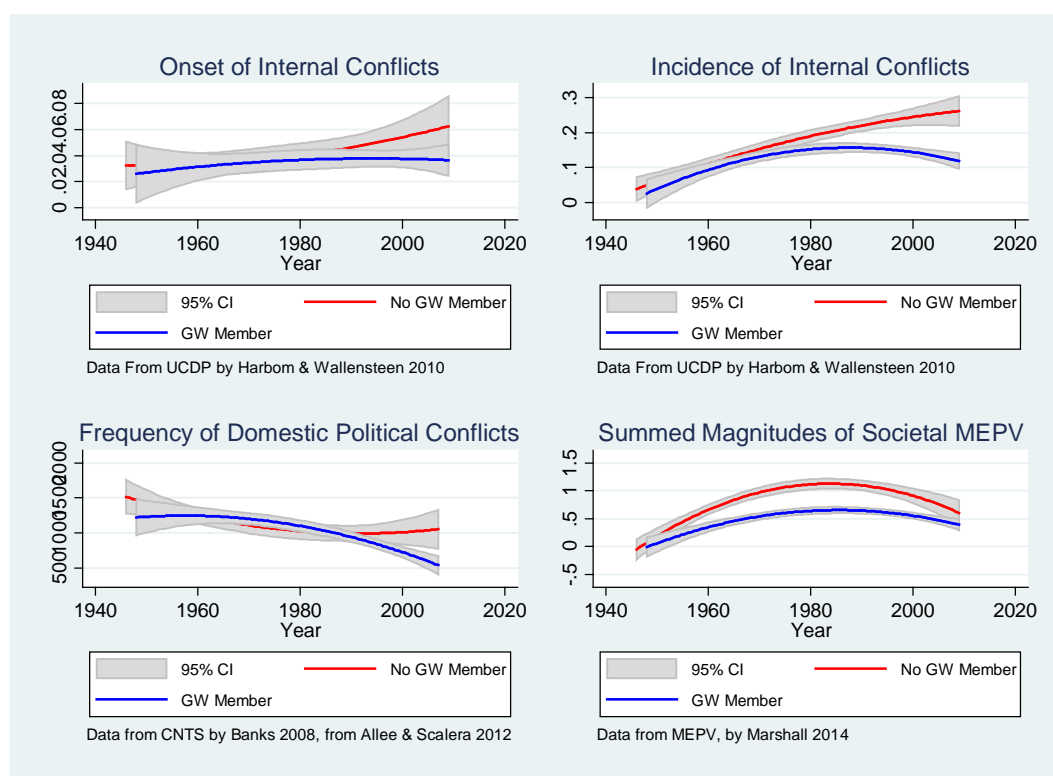 Onset of Internal Conflicts
0 .02.04.06.08
1940 1960 1980 2000 2020
Year
95% CI No GW Member
GW Member
Data From UCDP by Harbom & Wallensteen 2010
Incidence of Internal Conflicts
0 .1 .2 .3
1940 1960 1980 2000 2020
Year
95% CI No GW Member
GW Member
Data From UCDP by Harbom & Wallensteen 2010
Frequency of Domestic Political Conflicts
500100015002000
1940 1960 1980 2000 2020
Year
95% CI No GW Member
GW Member
Data from CNTS by Banks 2008, from Allee & Scalera 2012
Summed Magnitudes of Societal MEPV
-.5 0 .5 1 1.5
1940 1960 1980 2000 2020
Year
95% CI No GW Member
GW Member
Data from MEPV, by Marshall 2014